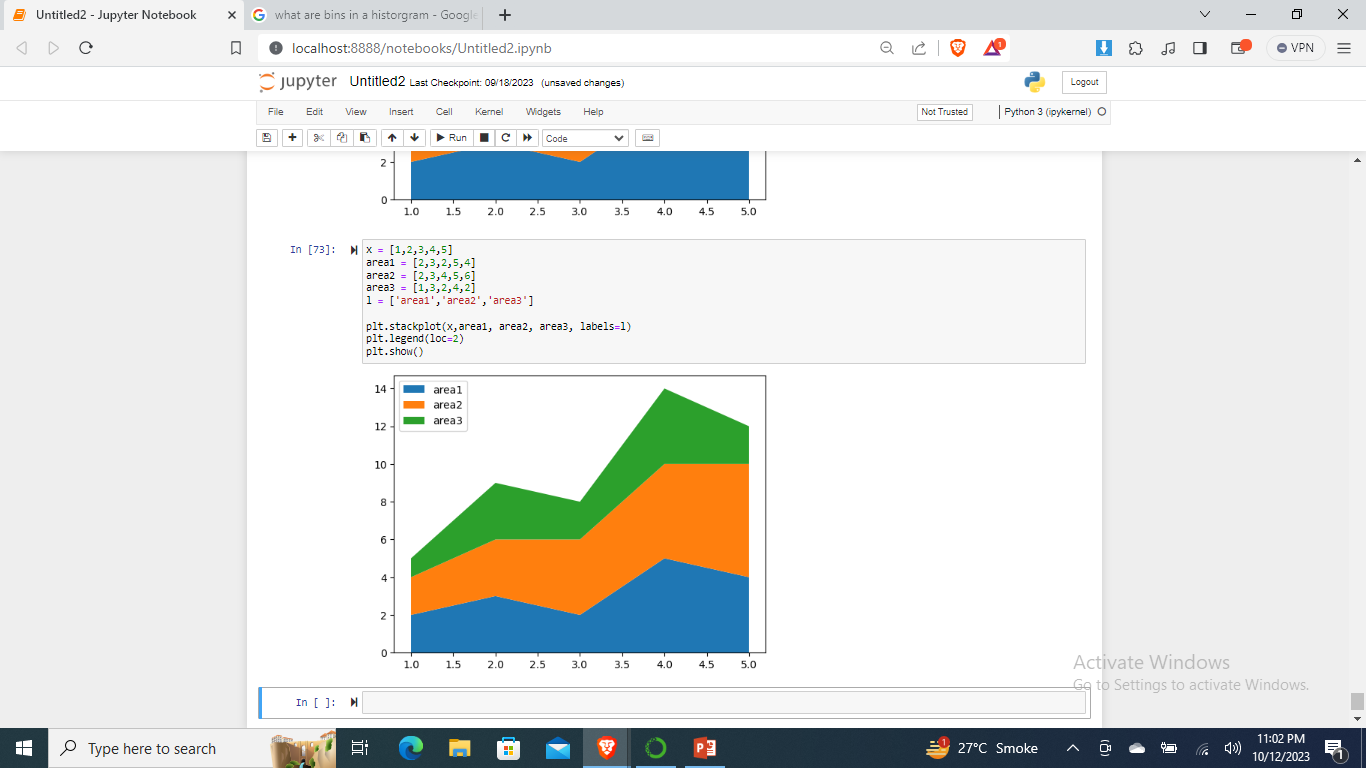 Untitled2 - Jupyter Notebook
what are bins in a historgram - Google
localhost:8888/notebooks/Untitled2.ipynb
1
VPN
jupyter Untitled2 Last Checkpoint: 09/18/2023 (unsaved changes)
Logout
File Edit View Insert Cell Kernel Widgets Help
Not Trusted
Python 3 (ipykernel)
Run
Code
2
0
1.0 1.5 2.0 2.5 3.0 3.5 4.0 4.5 5.0
In [73]:
x = [1,2,3,4,5]
area1 = [2,3,2,5,4]
area2 = [2,3,4,5,6]
area3 = [1,3,2,4,2]
l = ['area1','area2','area3']
plt.stackplot(x,area1, area2, area3, labels=l)
plt.legend(loc=2)
plt.show()
14
12
10
8
6
4
2
0
area1
area2
area3
1.0 1.5 2.0 2.5 3.0 3.5 4.0 4.5 5.0
In [ ]:
Activate Windows
Go to Settings to activate Windows.
Type here to search
1
27°C Smoke
11:02 PM
10/12/2023
1